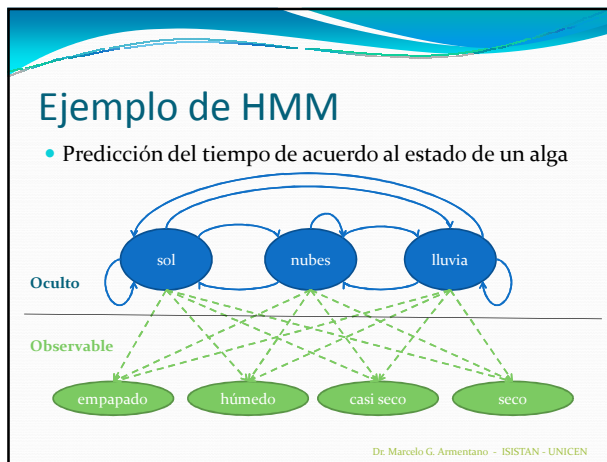 Ejemplo de HMM
• Predicción del tiempo de acuerdo al estado de un alga
sol
nubes
lluvia
Oculto
Observable
empapado
húmedo
casi seco
seco
Dr. Marcelo G. Armentano - ISISTAN - UNICEN